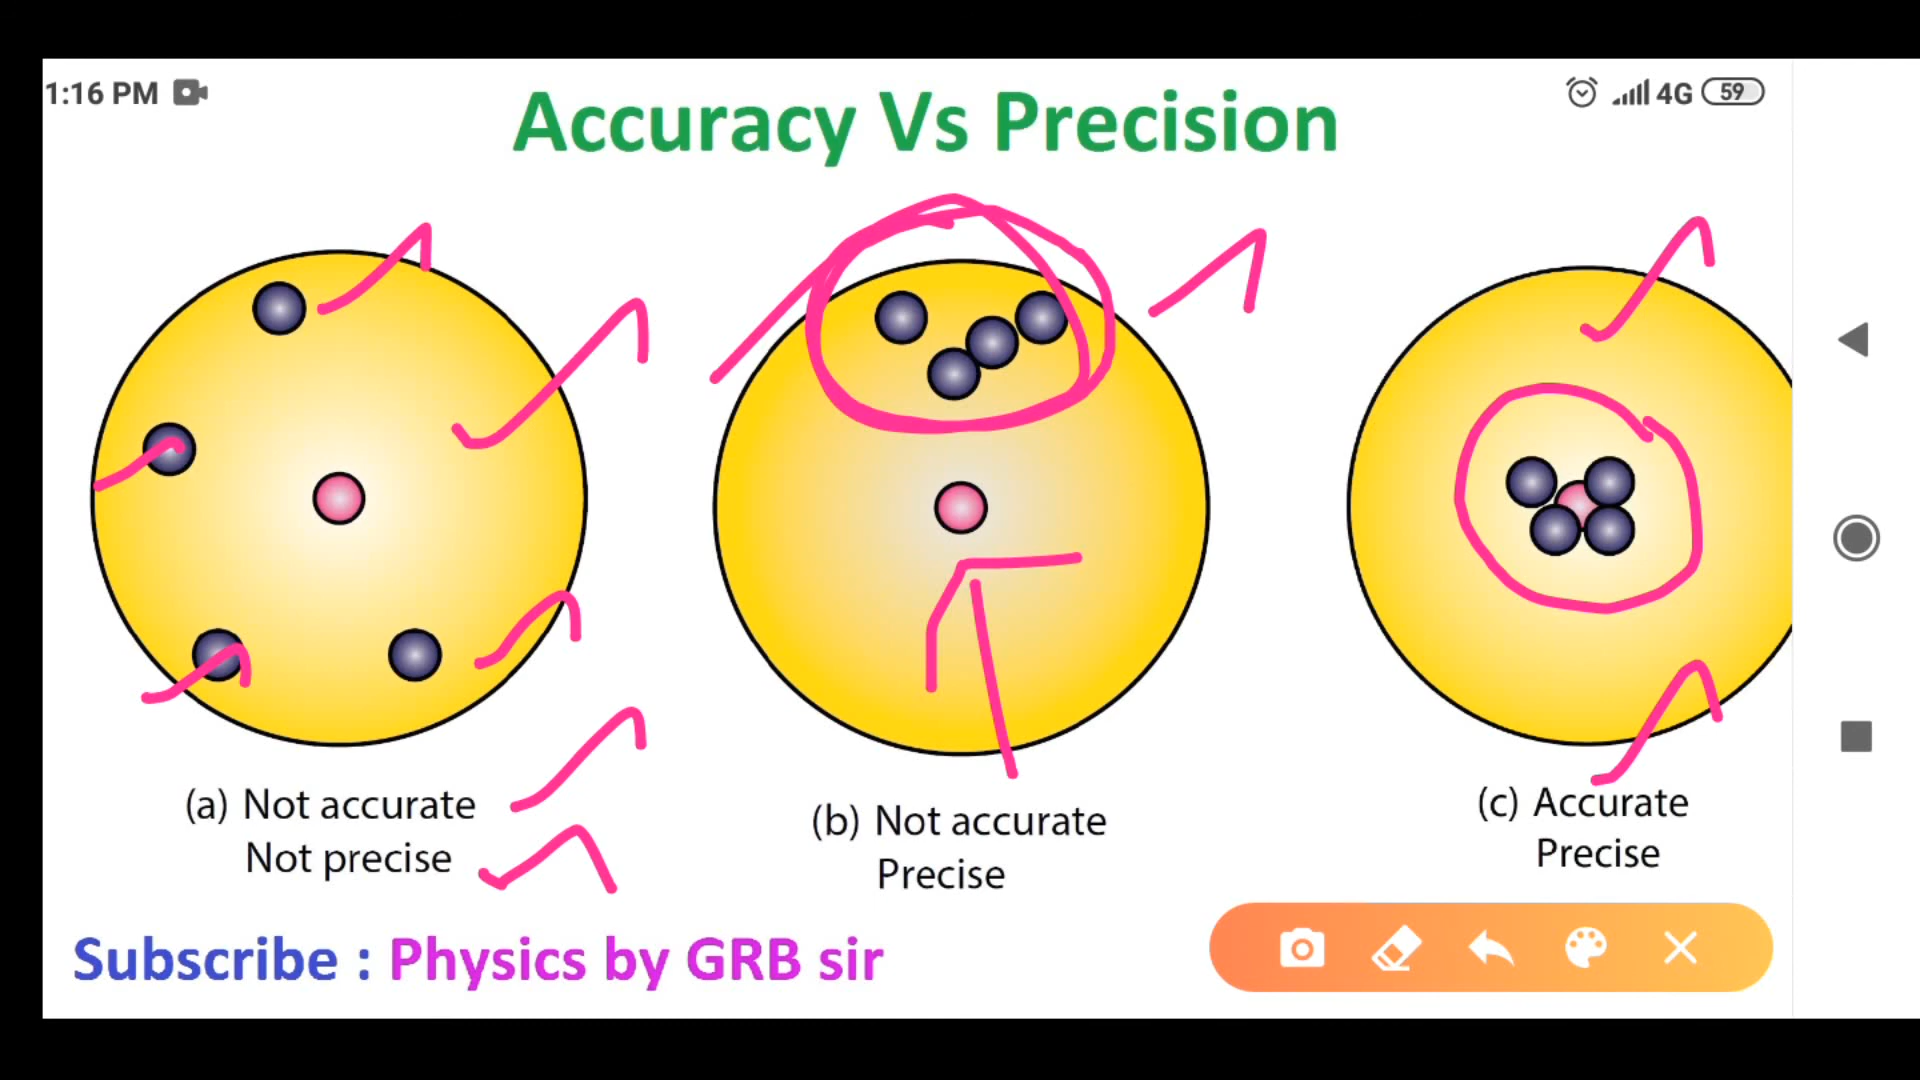 1:16 PM
4G 59
Accuracy Vs Precision
(a) Not accurate
Not precise
(b) Not accurate
Precise
(c) Accurate
Precise
Subscribe : Physics by GRB sir